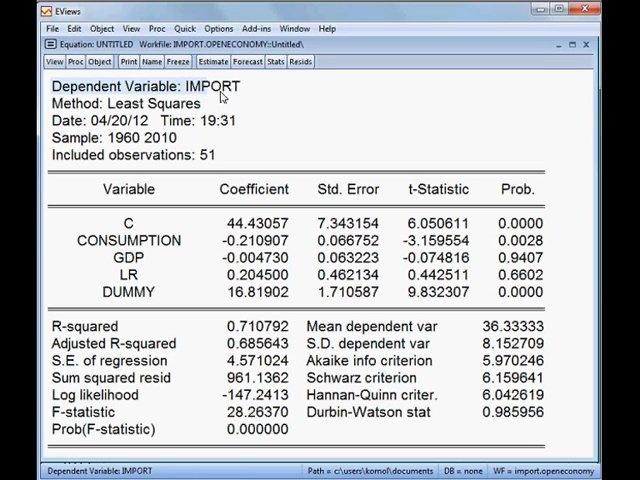 EViews
File Edit Object View Proc Quick Options Add-ins Window Help
Equation: UNTITLED Workfile: IMPORT.OPENECONOMY::Untitled\
View Proc Object Print Name Freeze Estimate Forecast Stats Resids
Dependent Variable: IMPORT
Method: Least Squares
Date: 04/20/12 Time: 19:31
Sample: 1960 2010
Included observations: 51
Variable Coefficient Std. Error t-Statistic Prob.
C 44.43057 7.343154 6.050611 0.0000
CONSUMPTION -0.210907 0.066752 -3.159554 0.0028
GDP -0.004730 0.063223 -0.074816 0.9407
LR 0.204500 0.462134 0.442511 0.6602
DUMMY 16.81902 1.710587 9.832307 0.0000
R-squared 0.710792 Mean dependent var 36.33333
Adjusted R-squared 0.685643 S.D. dependent var 8.152709
S.E. of regression 4.571024 Akaike info criterion 5.970246
Sum squared resid 961.1362 Schwarz criterion 6.159641
Log likelihood -147.2413 Hannan-Quinn criter. 6.042619
F-statistic 28.26370 Durbin-Watson stat 0.985956
Prob(F-statistic) 0.000000
Dependent Variable: IMPORT Path = c:\users\komol\documents DB = none WF = import.openeconomy